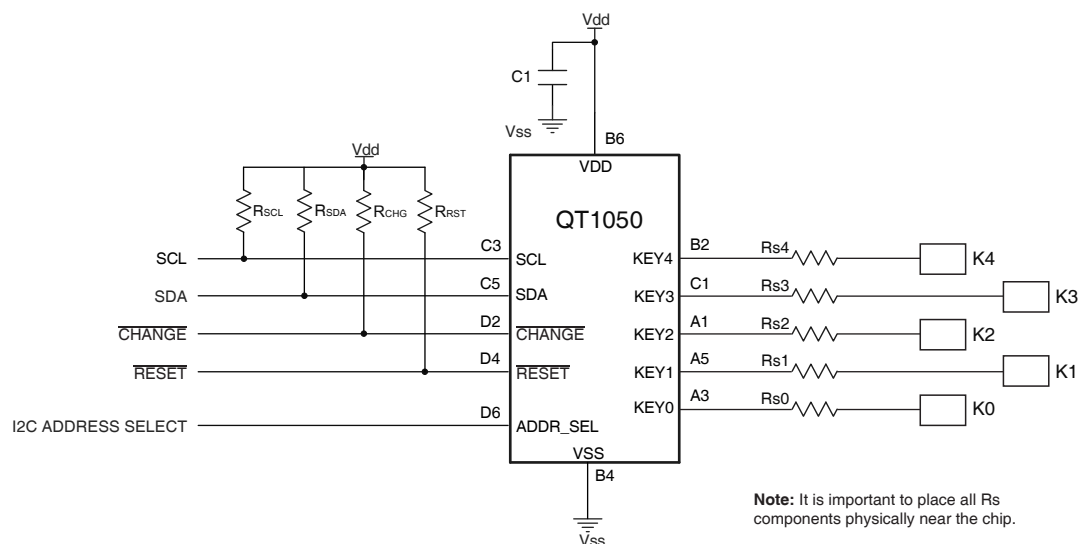 Vdd
C1
Vss
B6
VDD
Vdd
RSCL
RSDA
RCHG
RRST
QT1050
SCL
C3
SCL
SDA
C5
SDA
CHANGE
D2
CHANGE
RESET
D4
RESET
I2C ADDRESS SELECT
D6
ADDR_SEL
KEY4
B2
Rs4
K4
KEY3
C1
Rs3
K3
KEY2
A1
Rs2
K2
KEY1
A5
Rs1
K1
KEY0
A3
Rs0
K0
VSS
B4
Vss
Note: It is important to place all Rs
components physically near the chip.